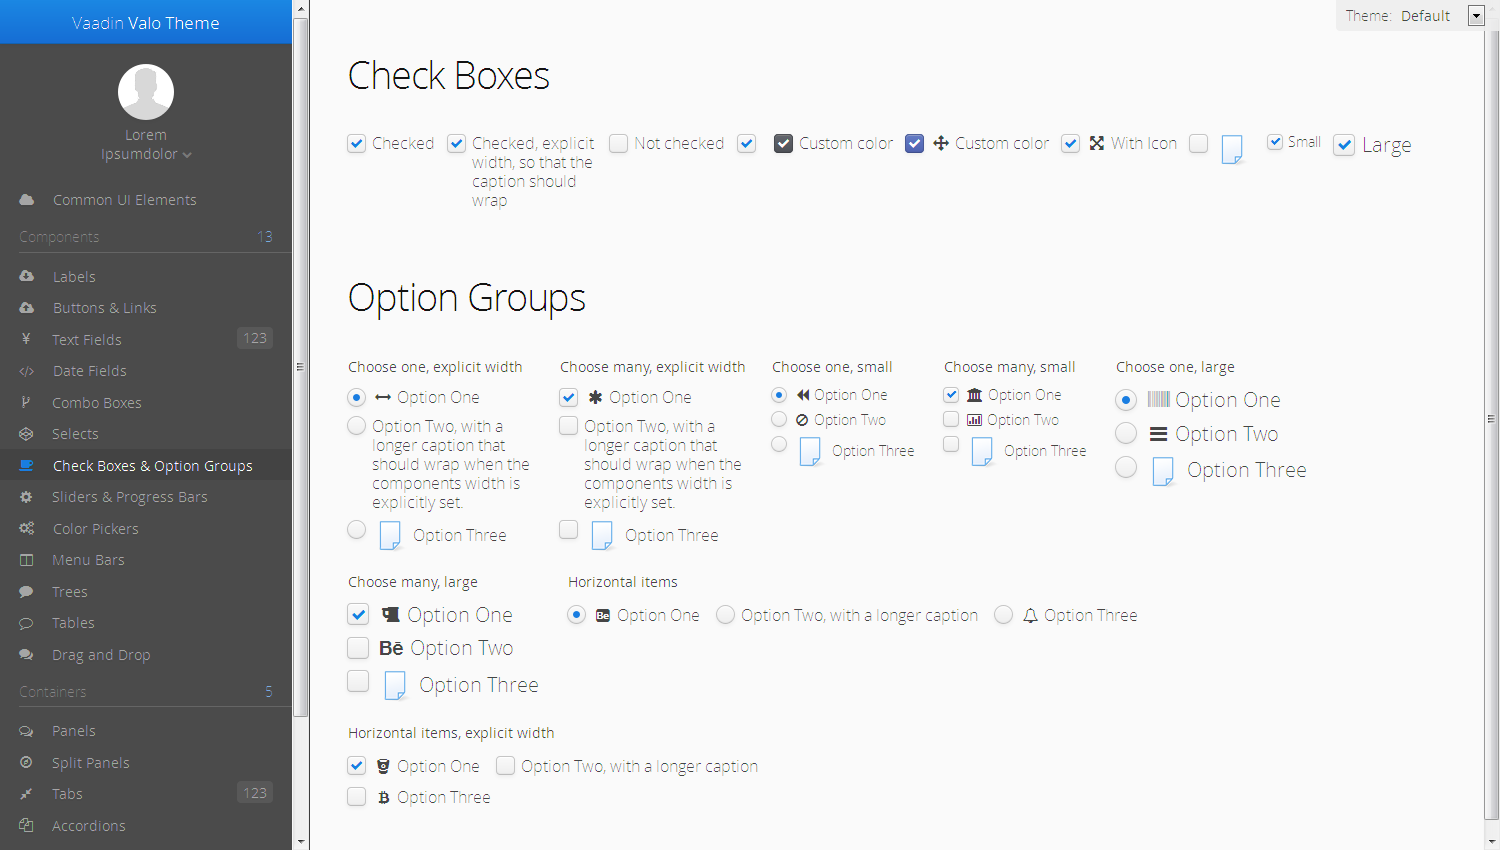 Vaadin Valo Theme
Lorem
Ipsumdolor
Common UI Elements
Components 13
Labels
Buttons & Links
Text Fields 123
Date Fields
Combo Boxes
Selects
Check Boxes & Option Groups
Sliders & Progress Bars
Color Pickers
Menu Bars
Trees
Tables
Drag and Drop
Containers 5
Panels
Split Panels
Tabs 123
Accordions
Theme: Default
Check Boxes
Checked
Checked, explicit
width, so that the
caption should
wrap
Not checked
Custom color
Custom color
With Icon
Small
Large
Option Groups
Choose one, explicit width
Option One
Option Two, with a
longer caption that
should wrap when the
components width is
explicitly set.
Option Three
Choose many, explicit width
Option One
Option Two, with a
longer caption that
should wrap when the
components width is
explicitly set.
Option Three
Choose one, small
Option One
Option Two
Option Three
Choose many, small
Option One
Option Two
Option Three
Choose one, large
Option One
Option Two
Option Three
Choose many, large
Option One
Bē Option Two
Option Three
Horizontal items
Bē Option One
Option Two, with a longer caption
Option Three
Horizontal items, explicit width
Option One
Option Two, with a longer caption
Option Three